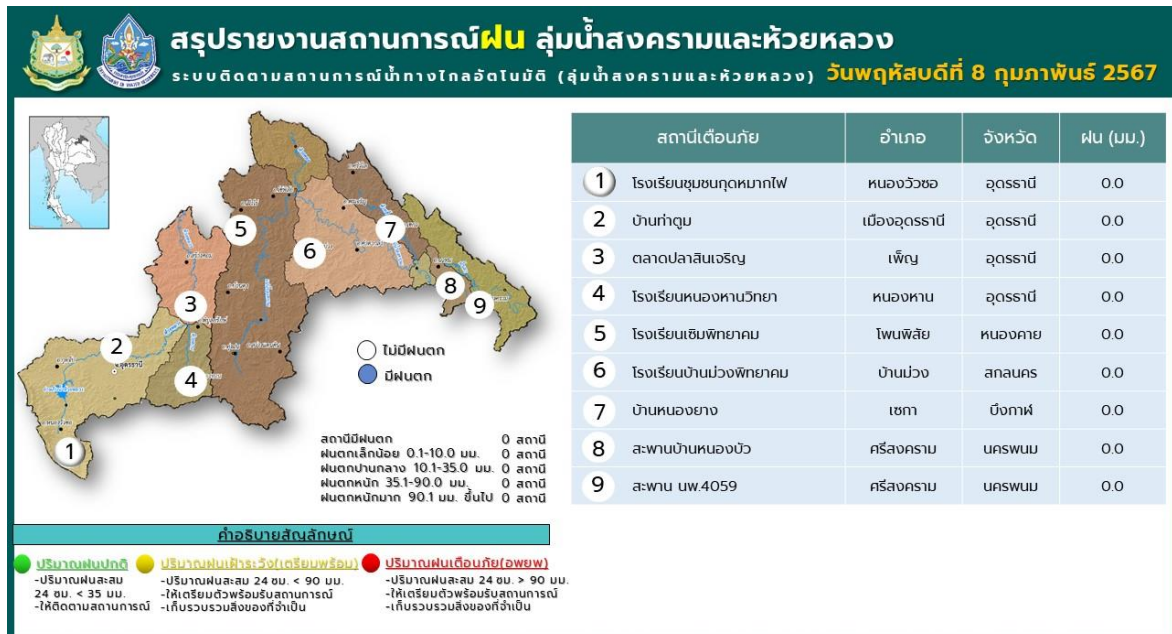 สรุปรายงานสถานการณ์ฝน ลุ่มน้ำสงครามและห้วยหลวง
ระบบติดตามสถานการณ์น้ำทางไกลอัตโนมัติ (ลุ่มน้ำสงครามและห้วยหลวง) วันพฤหัสบดีที่ 8 กุมภาพันธ์ 2567
1
2
3
4
5
6
7
8
9
อุดรธานี
ไม่มีฝนตก
มีฝนตก
สถานีมีฝนตก 0 สถานี
ฝนตกเล็กน้อย 0.1-10.0 มม. 0 สถานี
ฝนตกปานกลาง 10.1-35.0 มม. 0 สถานี
ฝนตกหนัก 35.1-90.0 มม. 0 สถานี
ฝนตกหนักมาก 90.1 มม. ขึ้นไป 0 สถานี
สถานีเตือนภัย อำเภอ จังหวัด ฝน (มม.)
1 โรงเรียนชุมชนกุดหมากไฟ หนองวัวซอ อุดรธานี 0.0
2 บ้านท่าตูม เมืองอุดรธานี อุดรธานี 0.0
3 ตลาดปลาสินเจริญ เพ็ญ อุดรธานี 0.0
4 โรงเรียนหนองหานวิทยา หนองหาน อุดรธานี 0.0
5 โรงเรียนเซิมพิทยาคม โพนพิสัย หนองคาย 0.0
6 โรงเรียนบ้านม่วงพิทยาคม บ้านม่วง สกลนคร 0.0
7 บ้านหนองยาง เซกา บึงกาฬ 0.0
8 สะพานบ้านหนองบัว ศรีสงคราม นครพนม 0.0
9 สะพาน นพ.4059 ศรีสงคราม นครพนม 0.0
คำอธิบายสัญลักษณ์
ปริมาณฝนปกติ
-ปริมาณฝนสะสม
24 ชม. < 35 มม.
-ให้ติดตามสถานการณ์
ปริมาณฝนเฝ้าระวัง(เตรียมพร้อม)
-ปริมาณฝนสะสม 24 ชม. < 90 มม.
-ให้เตรียมตัวพร้อมรับสถานการณ์
-เก็บรวบรวมสิ่งของที่จำเป็น
ปริมาณฝนเตือนภัย(อพยพ)
-ปริมาณฝนสะสม 24 ชม. > 90 มม.
-ให้เตรียมตัวพร้อมรับสถานการณ์
-เก็บรวบรวมสิ่งของที่จำเป็น